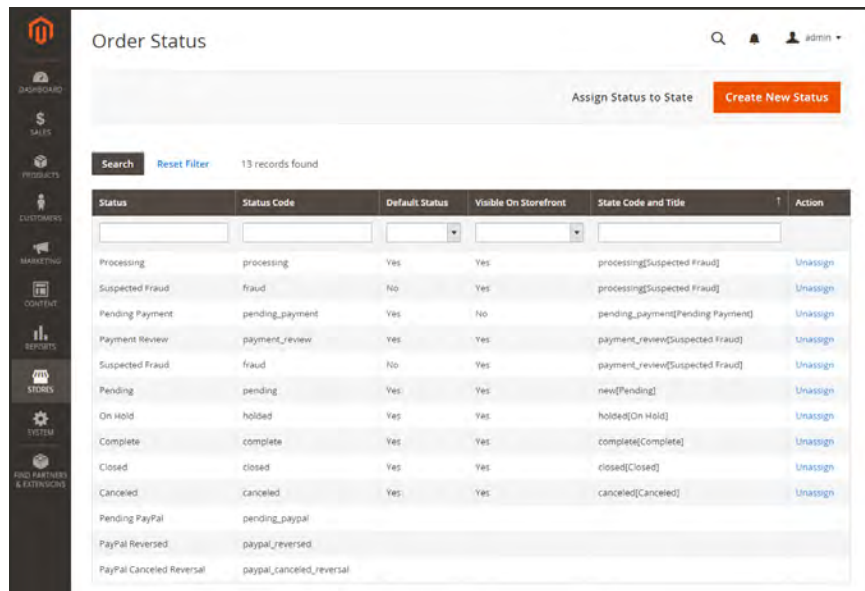 Order Status
admin
DASHBOARD
$
SALES
PRODUCTS
CUSTOMERS
MARKETING
CONTENT
REPORTS
STORES
SYSTEM
FIND PARTNERS
& EXTENSIONS
Assign Status to State Create New Status
Search Reset Filter 13 records found
Status Status Code Default Status Visible On Storefront State Code and Title ↑ Action
Processing processing Yes Yes processing[Suspected Fraud] Unassign
Suspected Fraud fraud No Yes processing[Suspected Fraud] Unassign
Pending Payment pending_payment Yes No pending_payment[Pending Payment] Unassign
Payment Review payment_review Yes Yes payment_review[Suspected Fraud] Unassign
Suspected Fraud fraud No Yes payment_review[Suspected Fraud] Unassign
Pending pending Yes Yes new[Pending] Unassign
On Hold holded Yes Yes holded[On Hold] Unassign
Complete complete Yes Yes complete[Complete] Unassign
Closed closed Yes Yes closed[Closed] Unassign
Canceled canceled Yes Yes canceled[Canceled] Unassign
Pending PayPal pending_paypal
PayPal Reversed paypal_reversed
PayPal Canceled Reversal paypal_canceled_reversal